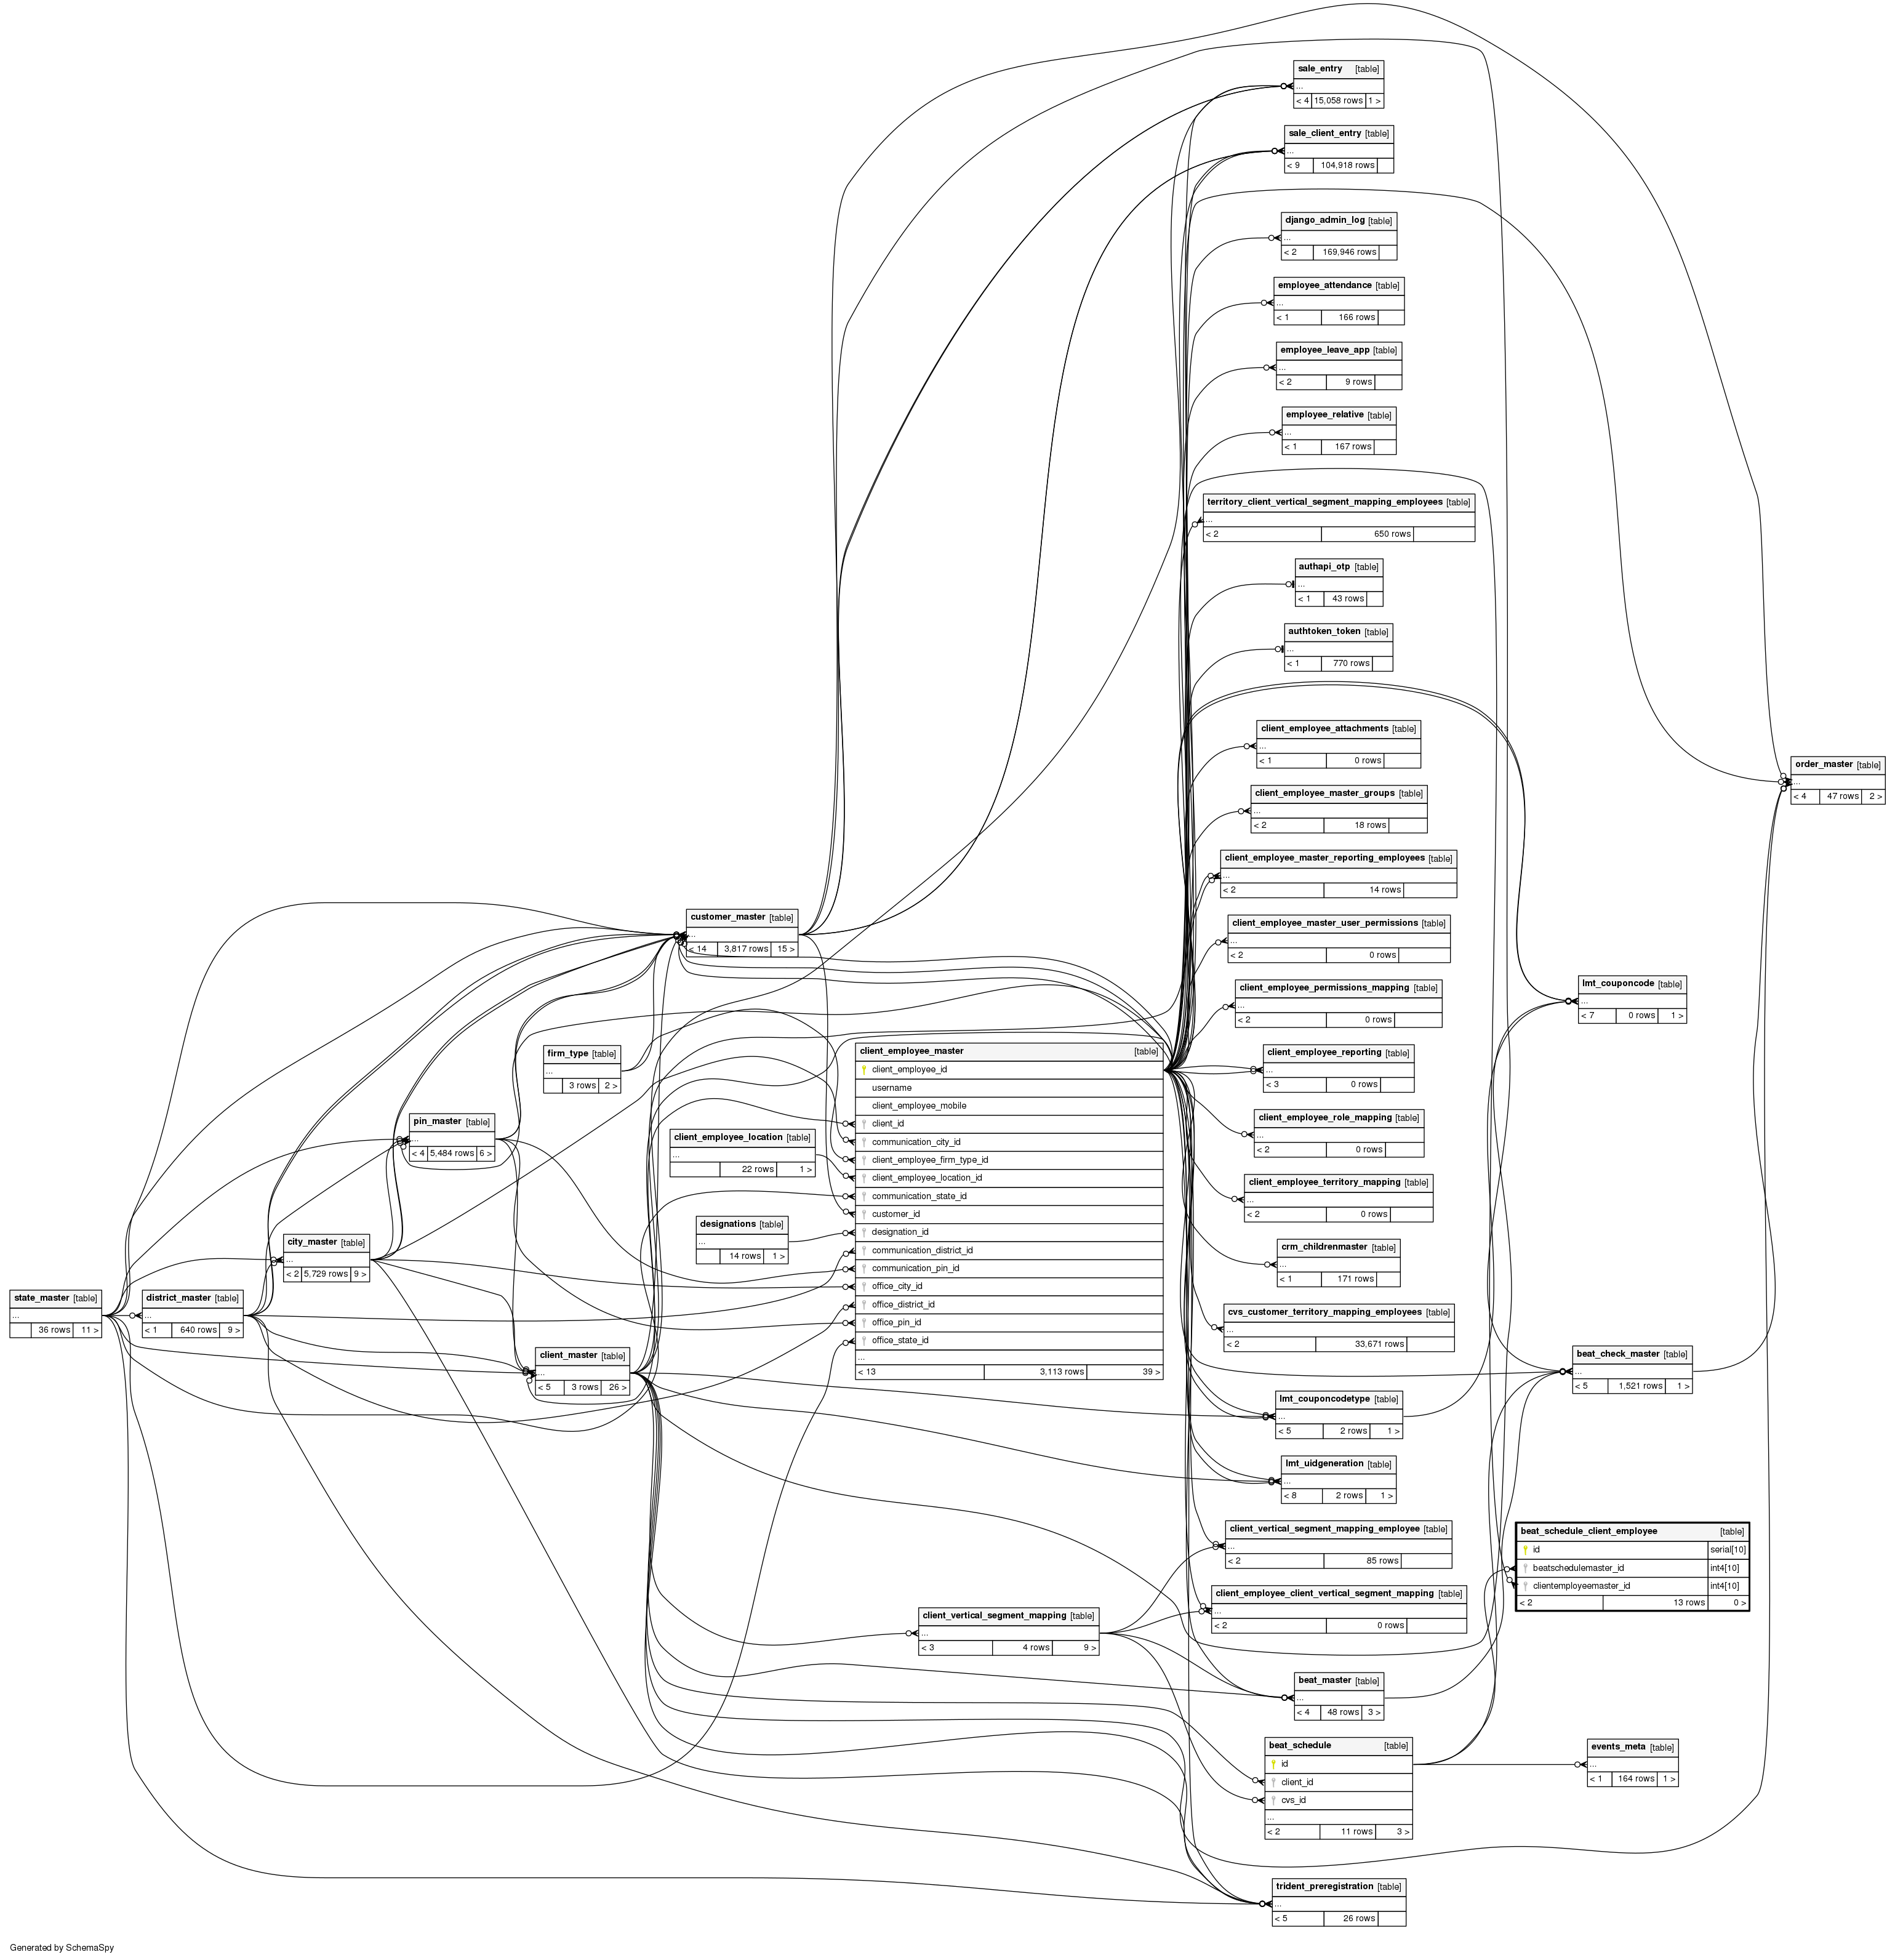 sale_entry [table]
...
< 4 15,058 rows 1 >
sale_client_entry [table]
...
< 9 104,918 rows
django_admin_log [table]
...
< 2 169,946 rows
employee_attendance [table]
...
< 1 166 rows
employee_leave_app [table]
...
< 2 9 rows
employee_relative [table]
...
< 1 167 rows
territory_client_vertical_segment_mapping_employees [table]
...
< 2 650 rows
authapi_otp [table]
...
< 1 43 rows
authtoken_token [table]
...
< 1 770 rows
client_employee_attachments [table]
...
< 1 0 rows
order_master [table]
...
< 4 47 rows 2 >
client_employee_master_groups [table]
...
< 2 18 rows
client_employee_master_reporting_employees [table]
...
< 2 14 rows
customer_master [table]
...
< 14 3,817 rows 15 >
client_employee_master_user_permissions [table]
...
< 2 0 rows
client_employee_permissions_mapping [table]
...
< 2 0 rows
lmt_couponcode [table]
...
< 7 0 rows 1 >
firm_type [table]
...
3 rows 2 >
client_employee_reporting [table]
...
< 3 0 rows
client_employee_master [table]
client_employee_id
username
client_employee_mobile
client_id
communication_city_id
client_employee_firm_type_id
client_employee_location_id
communication_state_id
customer_id
designation_id
communication_district_id
communication_pin_id
office_city_id
office_district_id
office_pin_id
office_state_id
...
< 13 3,113 rows 39 >
pin_master [table]
...
< 4 5,484 rows 6 >
client_employee_location [table]
...
22 rows 1 >
client_employee_role_mapping [table]
...
< 2 0 rows
client_employee_territory_mapping [table]
...
< 2 0 rows
designations [table]
...
14 rows 1 >
city_master [table]
...
< 2 5,729 rows 9 >
crm_childrenmaster [table]
...
< 1 171 rows
state_master [table]
...
36 rows 11 >
district_master [table]
...
< 1 640 rows 9 >
cvs_customer_territory_mapping_employees [table]
...
< 2 33,671 rows
client_master [table]
...
< 5 3 rows 26 >
beat_check_master [table]
...
< 5 1,521 rows 1 >
lmt_couponcodetype [table]
...
< 5 2 rows 1 >
lmt_uidgeneration [table]
...
< 8 2 rows 1 >
client_vertical_segment_mapping_employee [table]
...
< 2 85 rows
beat_schedule_client_employee [table]
id serial[10]
beatschedulemaster_id int4[10]
clientemployeemaster_id int4[10]
< 2 13 rows 0 >
client_employee_client_vertical_segment_mapping [table]
...
< 2 0 rows
client_vertical_segment_mapping [table]
...
< 3 4 rows 9 >
beat_master [table]
...
< 4 48 rows 3 >
beat_schedule [table]
id
client_id
cvs_id
...
< 2 11 rows 3 >
events_meta [table]
...
< 1 164 rows 1 >
trident_preregistration [table]
...
< 5 26 rows
Generated by SchemaSpy